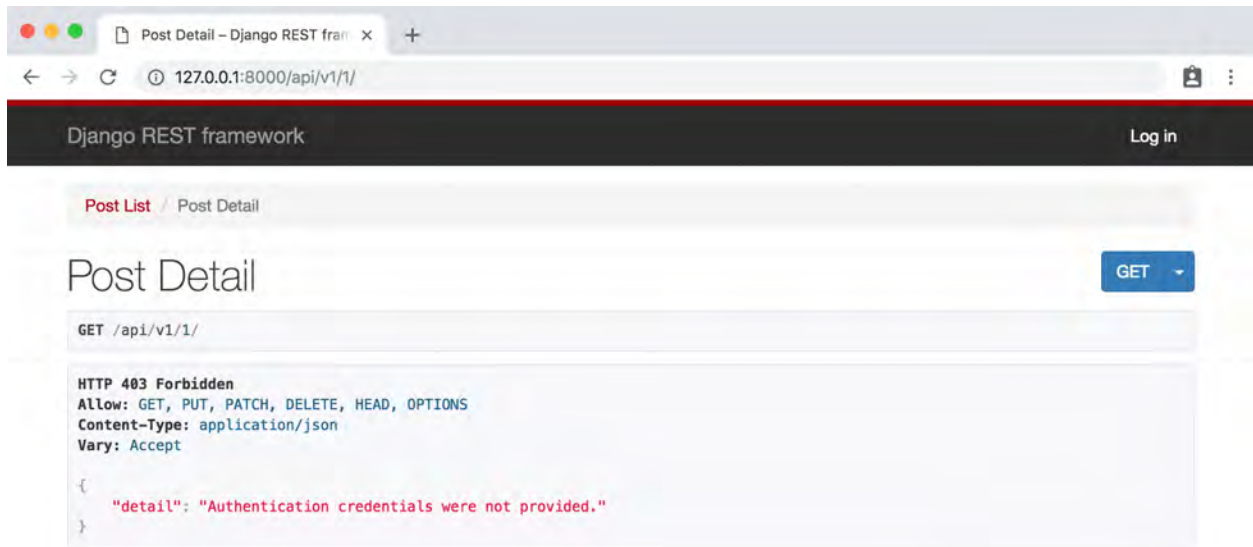 Post Detail – Django REST fran
127.0.0.1:8000/api/v1/1/
Django REST framework
Log in
Post List / Post Detail
Post Detail
GET
GET /api/v1/1/
HTTP 403 Forbidden
Allow: GET, PUT, PATCH, DELETE, HEAD, OPTIONS
Content-Type: application/json
Vary: Accept
{
"detail": "Authentication credentials were not provided."
}